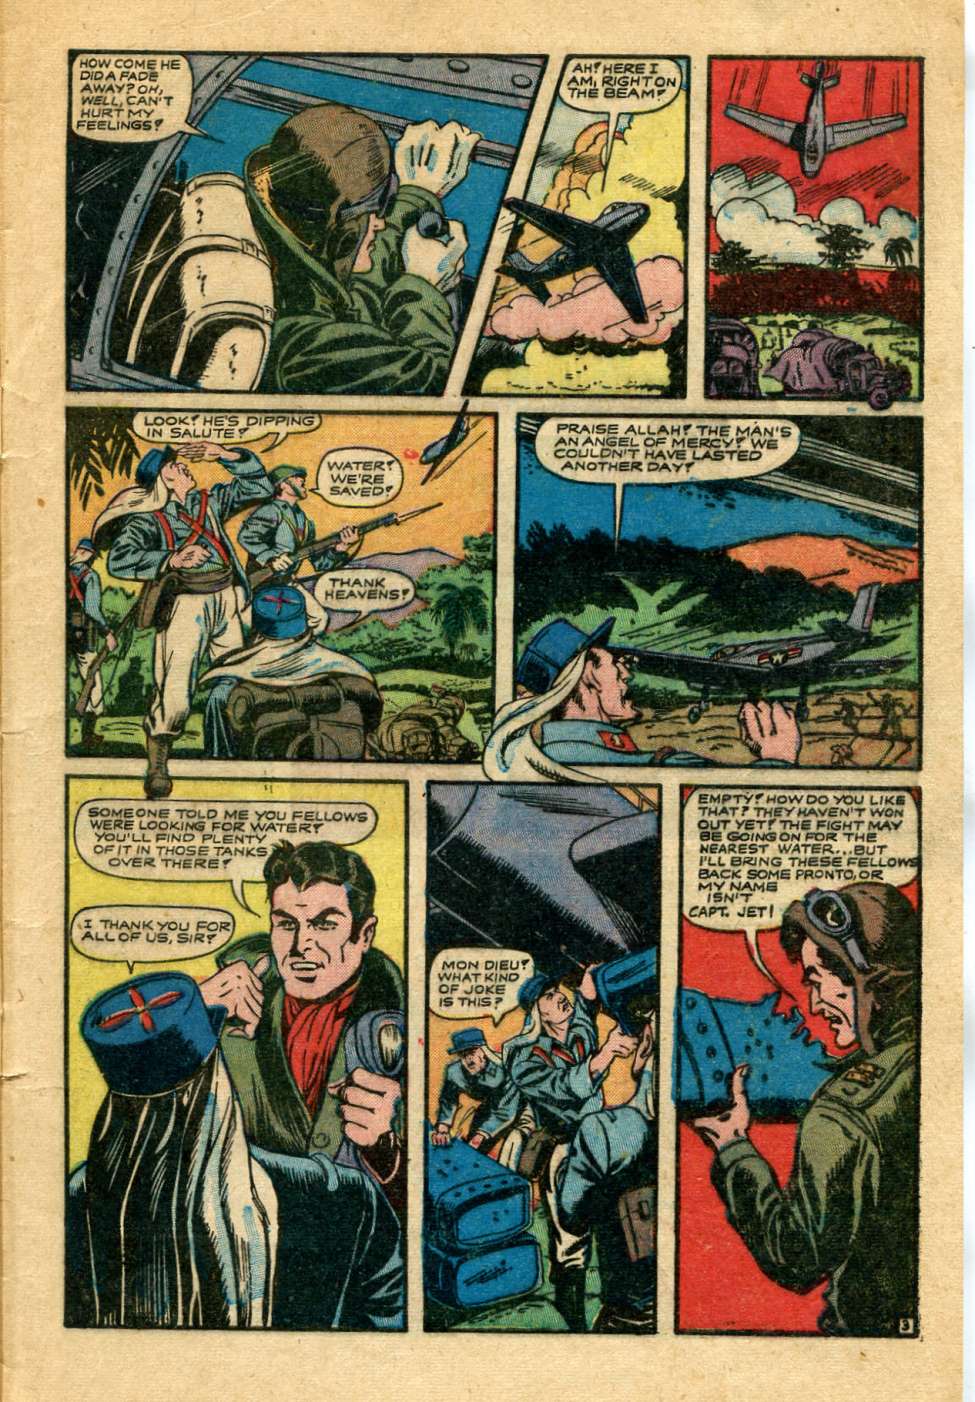 HOW COME HE
DID A FADE
AWAY? OH,
WELL, CAN'T
HURT MY
FEELINGS?
AH? HERE I
AM, RIGHT ON
THE BEAM?
LOOK? HE'S DIPPING
IN SALUTE?
WATER?
WE'RE
SAVED?
THANK
HEAVENS?
PRAISE ALLAH? THE MAN'S
AN ANGEL OF MERCY? WE
COULDN'T HAVE LASTED
ANOTHER DAY?
SOMEONE TOLD ME YOU FELLOWS
WERE LOOKING FOR WATER?
YOU'LL FIND PLENTY
OF IT IN THOSE TANKS
OVER THERE?
I THANK YOU FOR
ALL OF US, SIR?
MON DIEU?
WHAT KIND
OF JOKE
IS THIS?
EMPTY? HOW DO YOU LIKE
THAT? THEY HAVEN'T WON
OUT YET? THE FIGHT MAY
BE GOING ON FOR THE
NEAREST WATER...BUT
I'LL BRING THESE FELLOWS
BACK SOME PRONTO, OR
MY NAME
ISN'T
CAPT. JET!
3